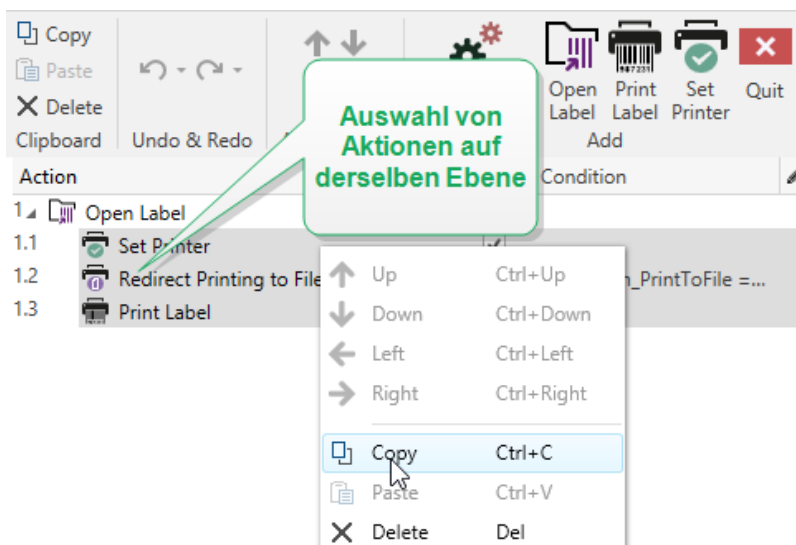 Copy
Paste
Delete
Clipboard
Undo & Redo
Open Label
Print Label
Set Printer
Quit
Add
Auswahl von
Aktionen auf
derselben Ebene
Action
Condition
1 Open Label
1.1 Set Printer
1.2 Redirect Printing to File
_PrintToFile =...
1.3 Print Label
Up Ctrl+Up
Down Ctrl+Down
Left Ctrl+Left
Right Ctrl+Right
Copy Ctrl+C
Paste Ctrl+V
Delete Del